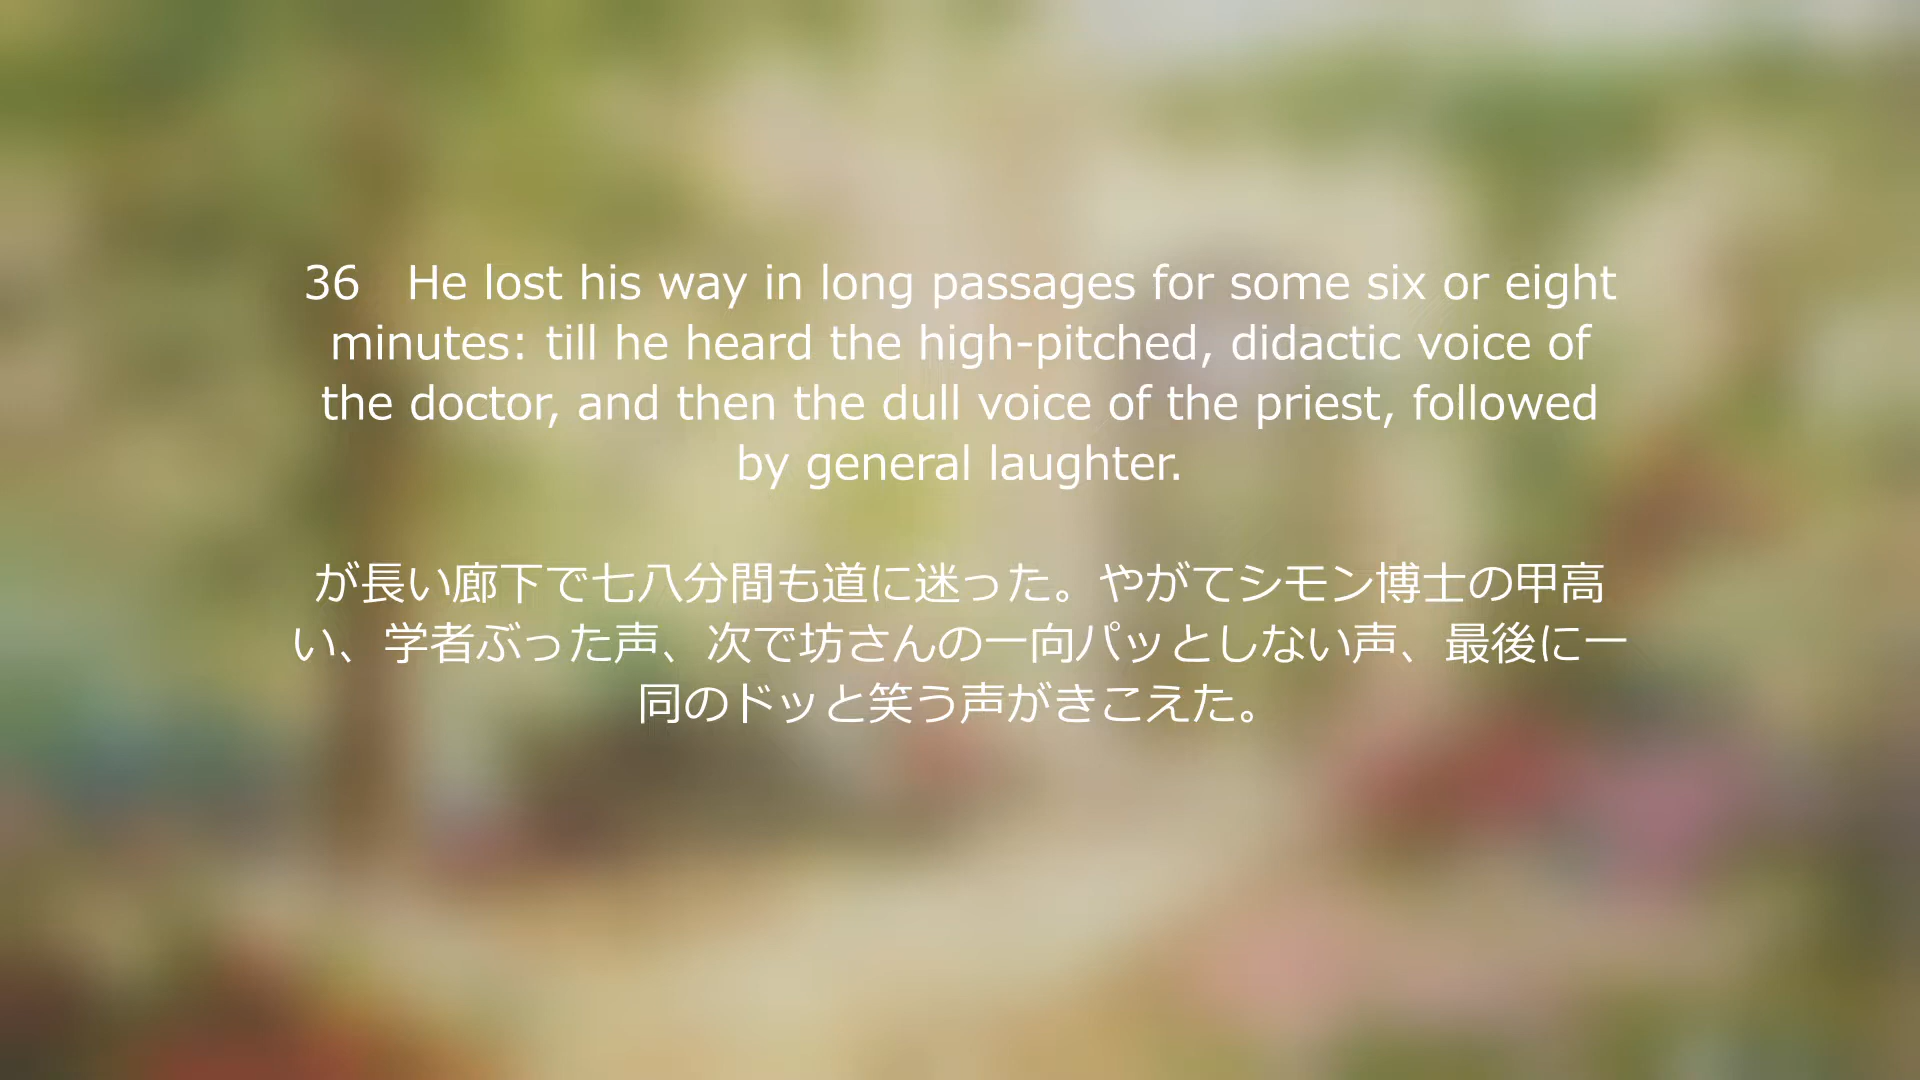 36　He lost his way in long passages for some six or eight
minutes: till he heard the high-pitched, didactic voice of
the doctor, and then the dull voice of the priest, followed
by general laughter.
が長い廊下で七八分間も道に迷った。やがてシモン博士の甲高
い、学者ぶった声、次で坊さんの一向パッとしない声、最後に一
同のドッと笑う声がきこえた。